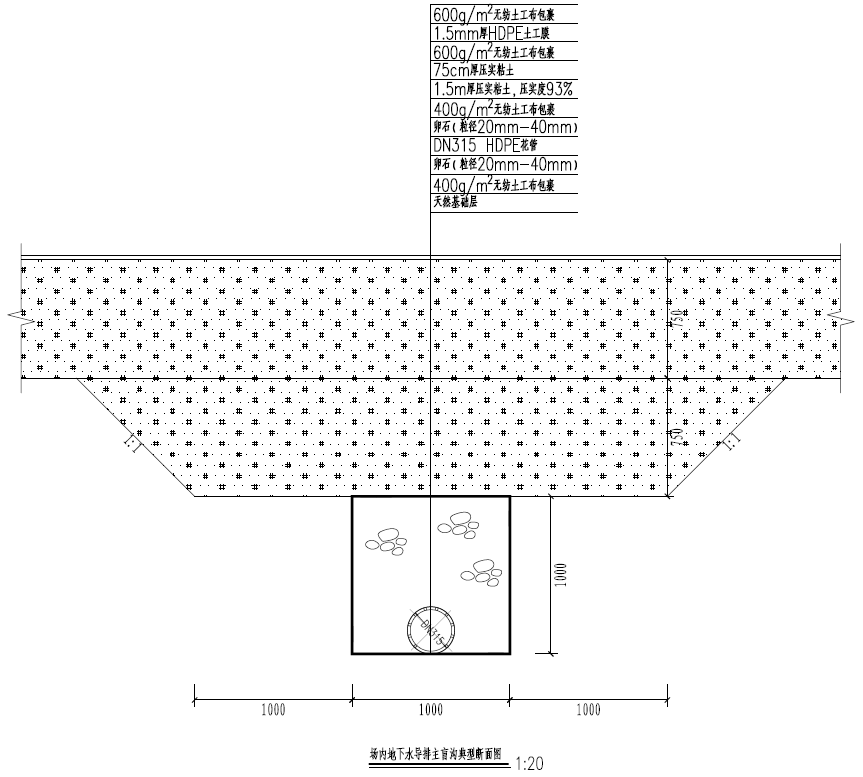 600g/m²无纺土工布包裹
1.5mm厚HDPE土工膜
600g/m²无纺土工布包裹
75cm厚压实粘土
1.5m厚压实粘土，压实度93%
400g/m²无纺土工布包裹
卵石(粒径20mm-40mm)
DN315 HDPE花管
卵石(粒径20mm-40mm)
400g/m²无纺土工布包裹
天然基础层
750
1:1
750
1:1
1000
DN315
1000
1000
1000
场内地下水导排主盲沟典型断面图 1:20